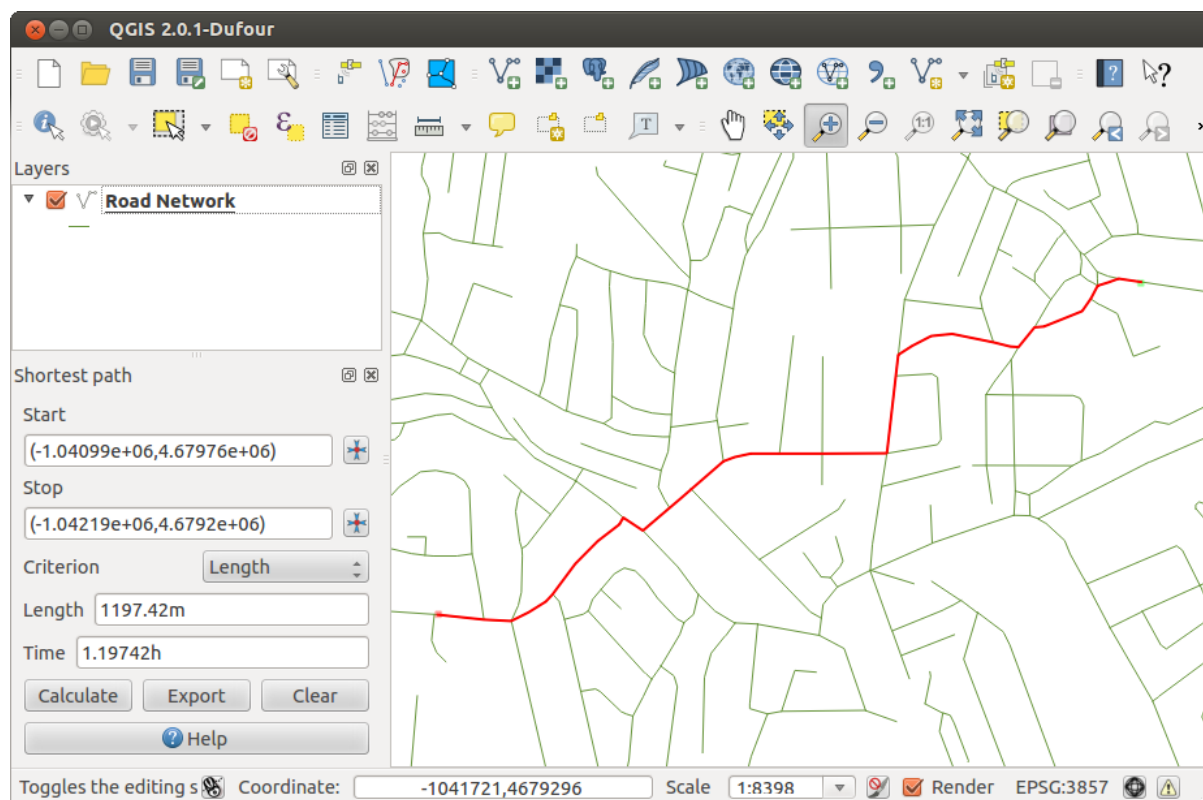 QGIS 2.0.1-Dufour
Layers
Road Network
Shortest path
Start
(-1.04099e+06,4.67976e+06)
Stop
(-1.04219e+06,4.6792e+06)
Criterion Length
Length 1197.42m
Time 1.19742h
Calculate Export Clear
Help
Toggles the editing s Coordinate: -1041721,4679296 Scale 1:8398 Render EPSG:3857